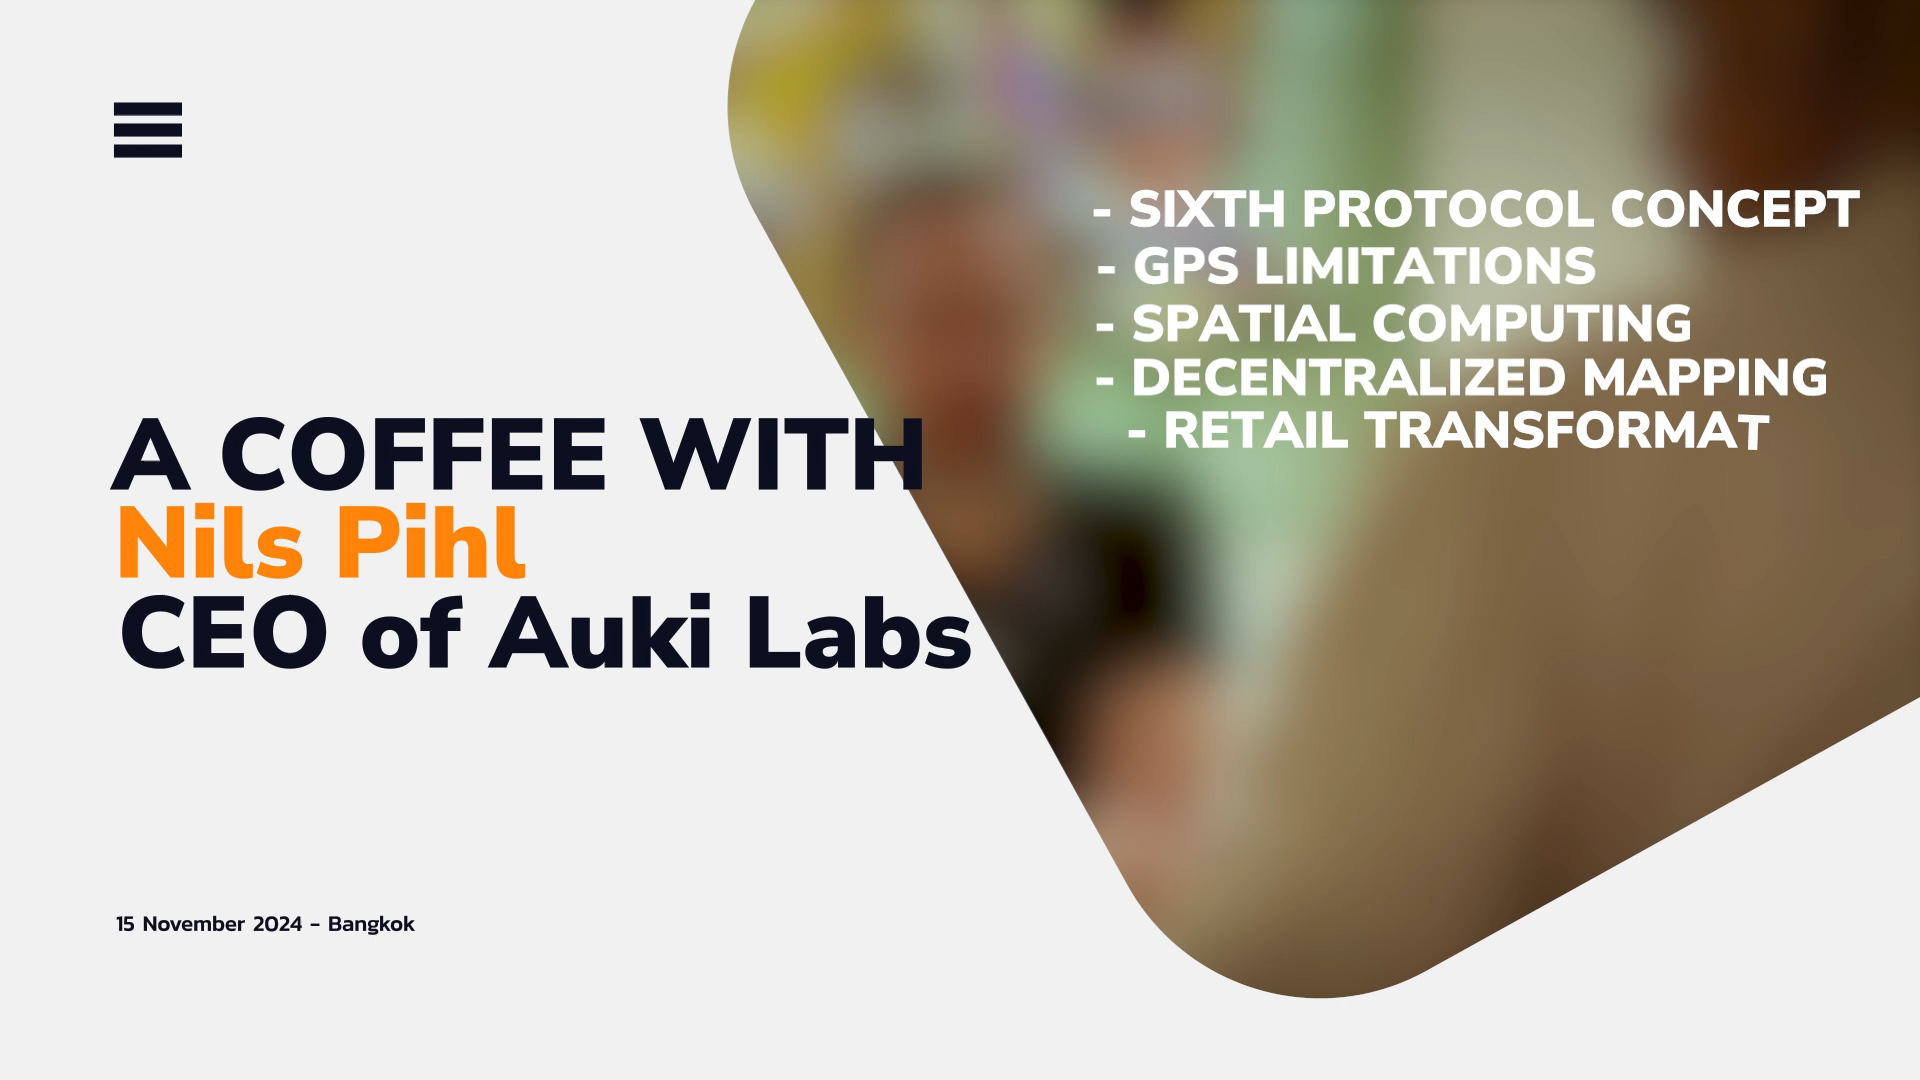 A COFFEE WITH
Nils Pihl
CEO of Auki Labs
15 November 2024 - Bangkok
- SIXTH PROTOCOL CONCEPT
- GPS LIMITATIONS
- SPATIAL COMPUTING
- DECENTRALIZED MAPPING
- RETAIL TRANSFORMAT